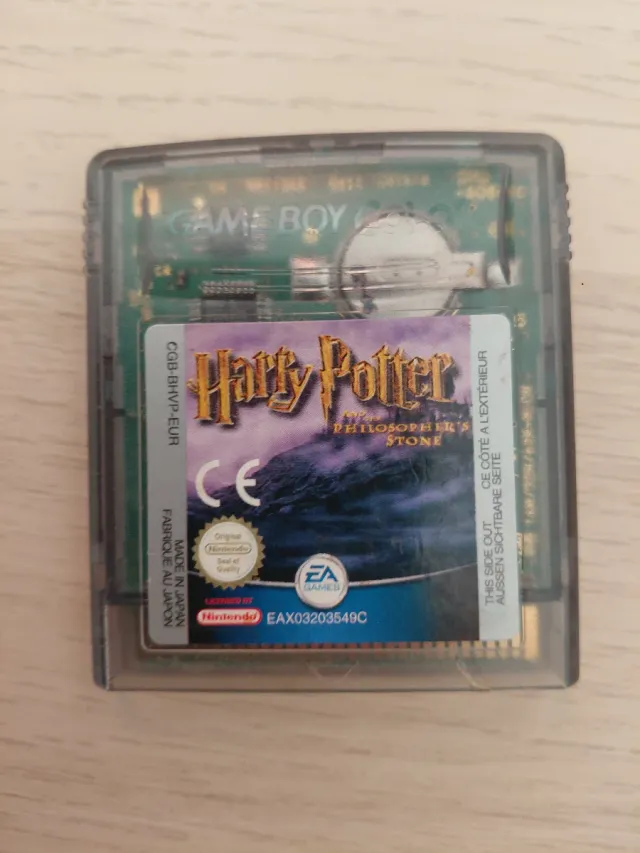 GAME BOY COLOR
CGB-BHVP-EUR
MADE IN JAPAN
FABRIQUE AU JAPON
Harry Potter
AND THE
PHILOSOPHER'S
STONE
CE
Original
Nintendo
Seal of
Quality
EA
GAMES
LICENSED BY
Nintendo
EAX03203549C
THIS SIDE OUT CE CÔTÉ A L'EXTÉRIEUR
AUSSEN SICHTBARE SEITE